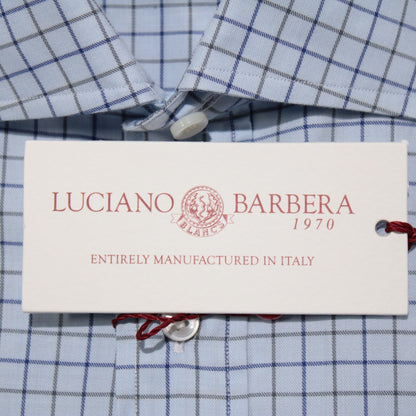 LUCIANO BARBERA
1970
ENTIRELY MANUFACTURED IN ITALY